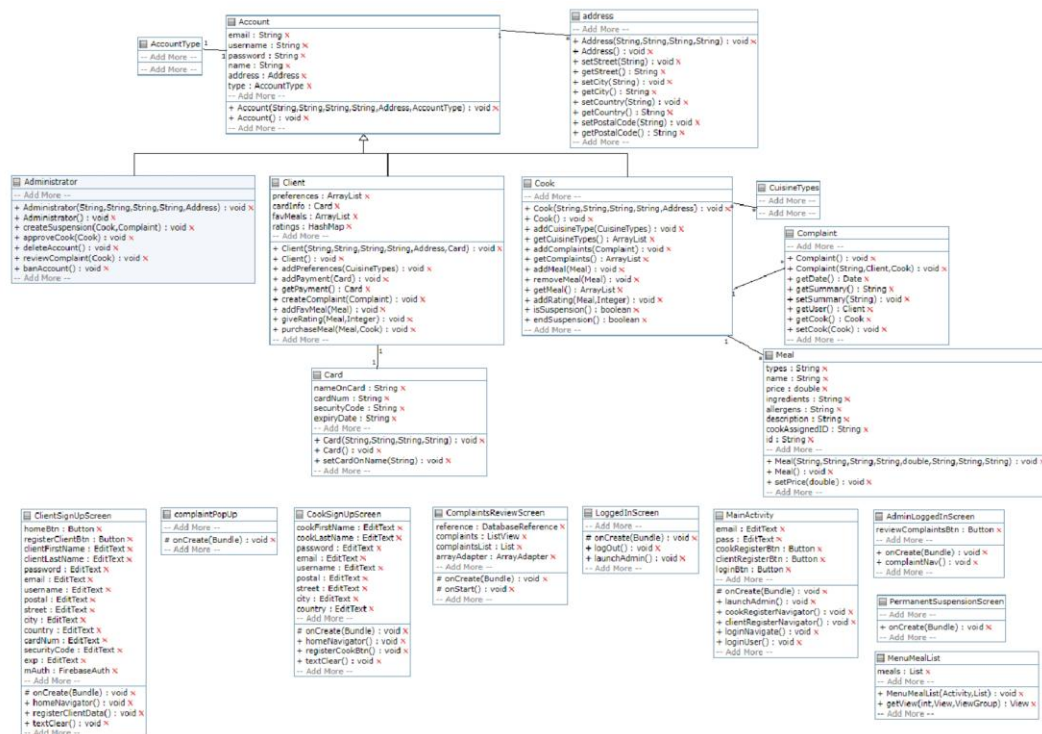 Account
email : String x
username : String x
password : String x
name : String x
address : Address x
type : AccountType x
-- Add More --
+ Account(String,String,String,String,Address,AccountType) : void x
+ Account() : void x
-- Add More --
AccountType
-- Add More --
-- Add More --
1
1
1
*
address
-- Add More --
+ Address(String,String,String,String) : void x
+ Address() : void x
+ setStreet(String) : void x
+ getStreet() : String x
+ setCity(String) : void x
+ getCity() : String x
+ setCountry(String) : void x
+ getCountry() : String x
+ setPostalCode(String) : void x
+ getPostalCode() : String x
-- Add More --
Administrator
-- Add More --
+ Administrator(String,String,String,String,Address) : void x
+ Administrator() : void x
+ createSuspension(Cook,Complaint) : void x
+ approveCook(Cook) : void x
+ deleteAccount() : void x
+ reviewComplaint(Cook) : void x
+ banAccount() : void x
-- Add More --
Client
preferences : ArrayList x
cardInfo : Card x
favMeals : ArrayList x
ratings : HashMap x
-- Add More --
+ Client(String,String,String,String,Address,Card) : void x
+ Client() : void x
+ addPreferences(CuisineTypes) : void x
+ addPayment(Card) : void x
+ getPayment() : Card x
+ createComplaint(Complaint) : void x
+ addFavMeal(Meal) : void x
+ giveRating(Meal,Integer) : void x
+ purchaseMeal(Meal,Cook) : void x
-- Add More --
1
1
Cook
-- Add More --
+ Cook(String,String,String,String,Address) : void x
+ Cook() : void x
+ addCuisineType(CuisineTypes) : void x
+ getCuisineTypes() : ArrayList x
+ addComplaints(Complaint) : void x
+ getComplaints() : ArrayList x
+ addMeal(Meal) : void x
+ removeMeal(Meal) : void x
+ getMeal() : ArrayList x
+ addRating(Meal,Integer) : void x
+ isSuspension() : boolean x
+ endSuspension() : boolean x
-- Add More --
CuisineTypes
-- Add More --
-- Add More --
Complaint
-- Add More --
+ Complaint() : void x
+ Complaint(String,Client,Cook) : void x
+ getDate() : Date x
+ getSummary() : String x
+ setSummary(String) : void x
+ getUser() : Client x
+ getCook() : Cook x
+ setCook(Cook) : void x
-- Add More --
1
*
1
*
Meal
types : String x
name : String x
price : double x
ingredients : String x
allergens : String x
description : String x
cookAssignedID : String x
id : String x
-- Add More --
+ Meal(String,String,String,String,double,String,String,String) : void x
+ Meal() : void x
+ setPrice(double) : void x
-- Add More --
Card
nameOnCard : String x
cardNum : String x
securityCode : String x
expiryDate : String x
-- Add More --
+ Card(String,String,String,String) : void x
+ Card() : void x
+ setCardOnName(String) : void x
-- Add More --
ClientSignUpScreen
homeBtn : Button x
registerClientBtn : Button x
clientFirstName : EditText x
clientLastName : EditText x
password : EditText x
email : EditText x
username : EditText x
postal : EditText x
street : EditText x
city : EditText x
country : EditText x
cardNum : EditText x
securityCode : EditText x
exp : EditText x
mAuth : FirebaseAuth x
-- Add More --
# onCreate(Bundle) : void x
+ homeNavigator() : void x
+ registerClientData() : void x
+ textClear() : void x
-- Add More --
complaintPopUp
-- Add More --
# onCreate(Bundle) : void x
-- Add More --
CookSignUpScreen
cookFirstName : EditText x
cookLastName : EditText x
password : EditText x
email : EditText x
username : EditText x
postal : EditText x
street : EditText x
city : EditText x
country : EditText x
-- Add More --
# onCreate(Bundle) : void x
+ homeNavigator() : void x
+ registerCookBtn() : void x
+ textClear() : void x
-- Add More --
ComplaintsReviewScreen
reference : DatabaseReference x
complaints : ListView x
complaintsList : List x
arrayAdapter : ArrayAdapter x
-- Add More --
# onCreate(Bundle) : void x
# onStart() : void x
-- Add More --
LoggedInScreen
-- Add More --
# onCreate(Bundle) : void x
+ logOut() : void x
+ launchAdmin() : void x
-- Add More --
MainActivity
email : EditText x
pass : EditText x
cookRegisterBtn : Button x
clientRegisterBtn : Button x
loginBtn : Button x
-- Add More --
# onCreate(Bundle) : void x
+ launchAdmin() : void x
+ cookRegisterNavigator() : void x
+ clientRegisterNavigator() : void x
+ loginNavigate() : void x
+ loginUser() : void x
-- Add More --
AdminLoggedInScreen
reviewComplaintsBtn : Button x
-- Add More --
+ onCreate(Bundle) : void x
+ complaintNav() : void x
-- Add More --
PermanentSuspensionScreen
-- Add More --
+ onCreate(Bundle) : void x
-- Add More --
MenuMealList
meals : List x
-- Add More --
+ MenuMealList(Activity,List) : void x
+ getView(int,View,ViewGroup) : View x
-- Add More --